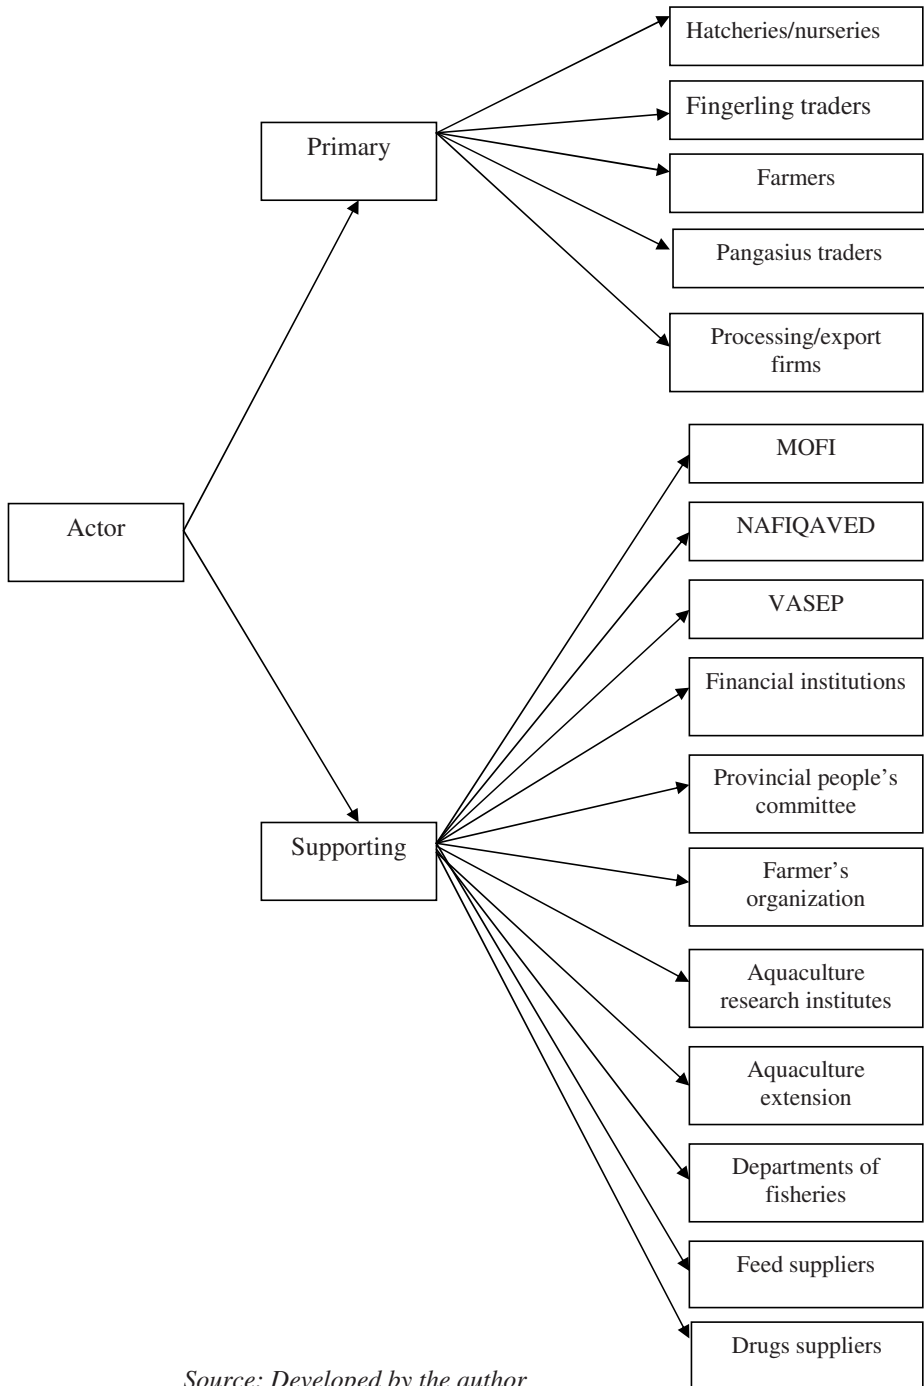 Hatcheries/nurseries
Fingerling traders
Primary
Farmers
Pangasius traders
Processing/export
firms
MOFI
Actor
NAFIQAVED
VASEP
Financial institutions
Provincial people’s
committee
Supporting
Farmer’s
organization
Aquaculture
research institutes
Aquaculture
extension
Departments of
fisheries
Feed suppliers
Drugs suppliers
Source: Developed by the author